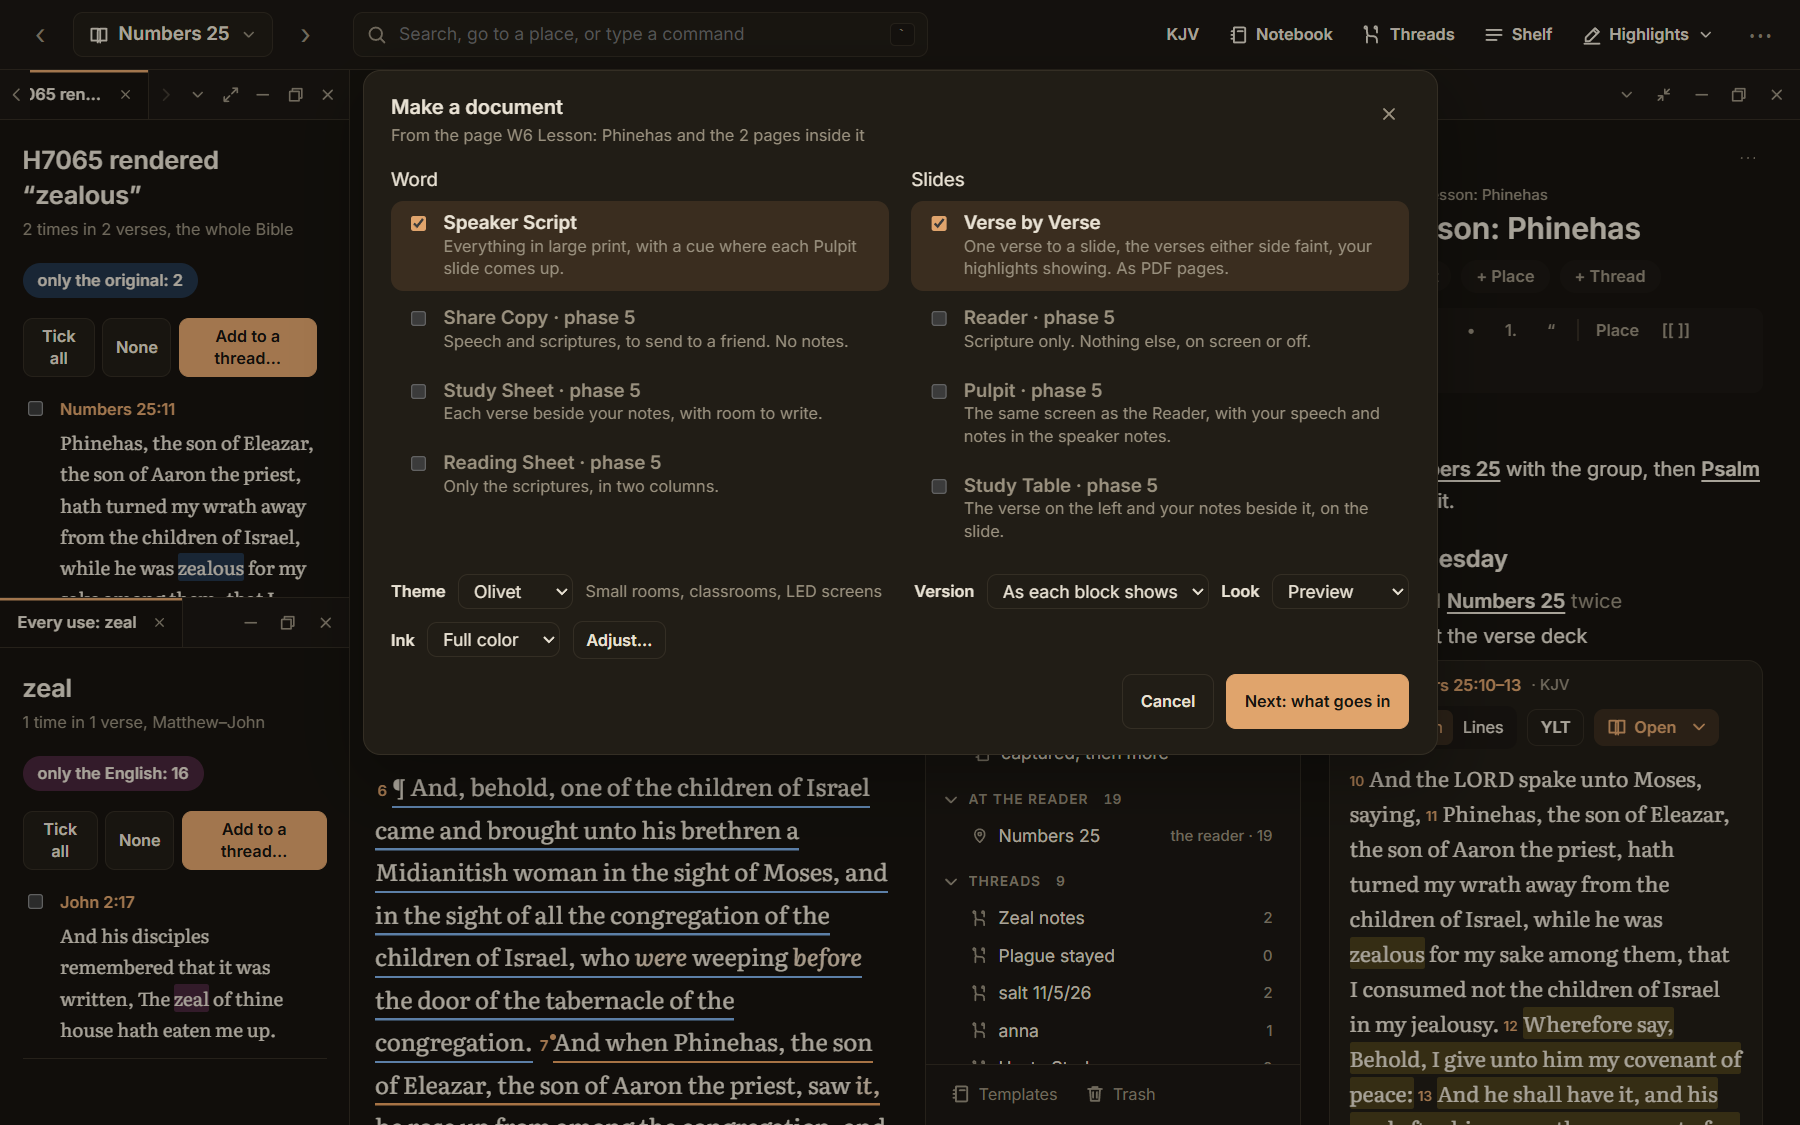 Numbers 25
Search, go to a place, or type a command
`
KJV
Notebook
Threads
Shelf
Highlights
065 ren...
H7065 rendered
“zealous”
2 times in 2 verses, the whole Bible
only the original: 2
Tick
all
None
Add to a
thread...
Numbers 25:11
Phinehas, the son of Eleazar,
the son of Aaron the priest,
hath turned my wrath away
from the children of Israel,
while he was zealous for my
Every use: zeal
zeal
1 time in 1 verse, Matthew–John
only the English: 16
Tick
all
None
Add to a
thread...
John 2:17
And his disciples
remembered that it was
written, The zeal of thine
house hath eaten me up.
Make a document
From the page W6 Lesson: Phinehas and the 2 pages inside it
Word
Speaker Script
Everything in large print, with a cue where each Pulpit
slide comes up.
Share Copy · phase 5
Speech and scriptures, to send to a friend. No notes.
Study Sheet · phase 5
Each verse beside your notes, with room to write.
Reading Sheet · phase 5
Only the scriptures, in two columns.
Slides
Verse by Verse
One verse to a slide, the verses either side faint, your
highlights showing. As PDF pages.
Reader · phase 5
Scripture only. Nothing else, on screen or off.
Pulpit · phase 5
The same screen as the Reader, with your speech and
notes in the speaker notes.
Study Table · phase 5
The verse on the left and your notes beside it, on the
slide.
Theme
Olivet
Small rooms, classrooms, LED screens
Version
As each block shows
Look
Preview
Ink
Full color
Adjust...
Cancel
Next: what goes in
6 ¶ And, behold, one of the children of Israel
came and brought unto his brethren a
Midianitish woman in the sight of Moses, and
in the sight of all the congregation of the
children of Israel, who were weeping before
the door of the tabernacle of the
congregation. 7 And when Phinehas, the son
of Eleazar, the son of Aaron the priest, saw it,
he rose up from among the congregation, and
captured, then more
AT THE READER 19
Numbers 25
the reader · 19
THREADS 9
Zeal notes 2
Plague stayed 0
salt 11/5/26 2
anna 1
Templates
Trash
sson: Phinehas
son: Phinehas
+ Place
+ Thread
• 1. “ Place [[ ]]
ers 25 with the group, then Psalm
it.
esday
Numbers 25 twice
t the verse deck
rs 25:10–13 · KJV
Lines
YLT
Open
10 And the LORD spake unto Moses,
saying, 11 Phinehas, the son of Eleazar,
the son of Aaron the priest, hath
turned my wrath away from the
children of Israel, while he was
zealous for my sake among them, that
I consumed not the children of Israel
in my jealousy. 12 Wherefore say,
Behold, I give unto him my covenant of
peace: 13 And he shall have it, and his